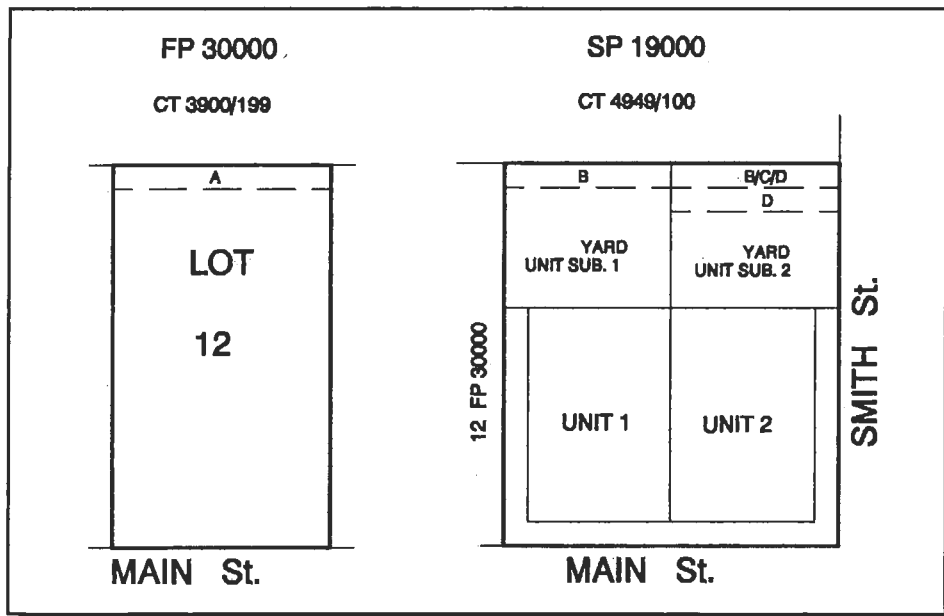 FP 30000
CT 3900/199
A
LOT
12
MAIN St.
SP 19000
CT 4949/100
B
B/C/D
D
YARD
UNIT SUB. 1
YARD
UNIT SUB. 2
12 FP 30000
UNIT 1
UNIT 2
SMITH St.
MAIN St.